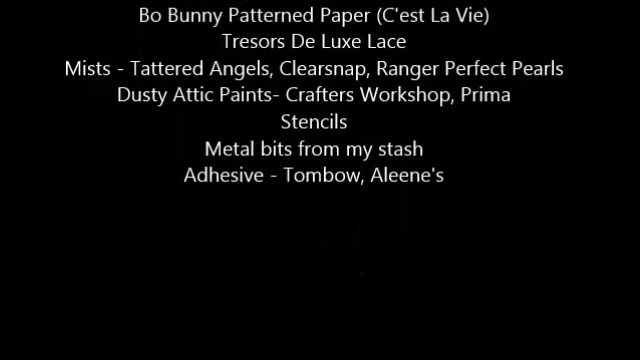 Bo Bunny Patterned Paper (C'est La Vie)
Tresors De Luxe Lace
Mists - Tattered Angels, Clearsnap, Ranger Perfect Pearls
Dusty Attic Paints- Crafters Workshop, Prima
Stencils
Metal bits from my stash
Adhesive - Tombow, Aleene's